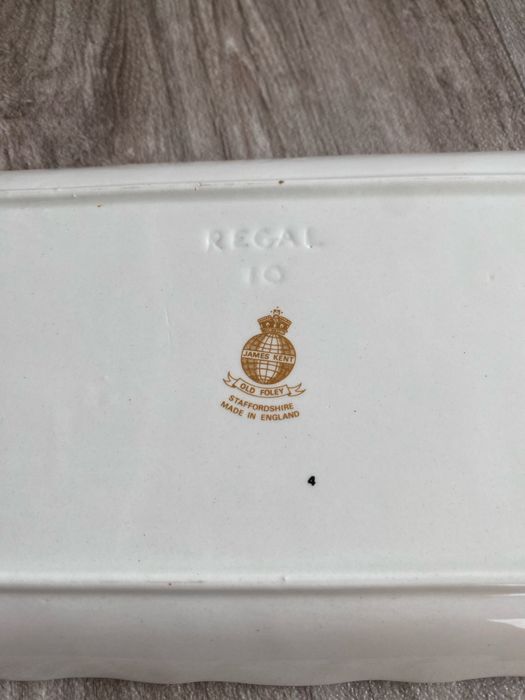 REGAL
10
JAMES KENT
OLD FOLEY
STAFFORDSHIRE
MADE IN ENGLAND
4